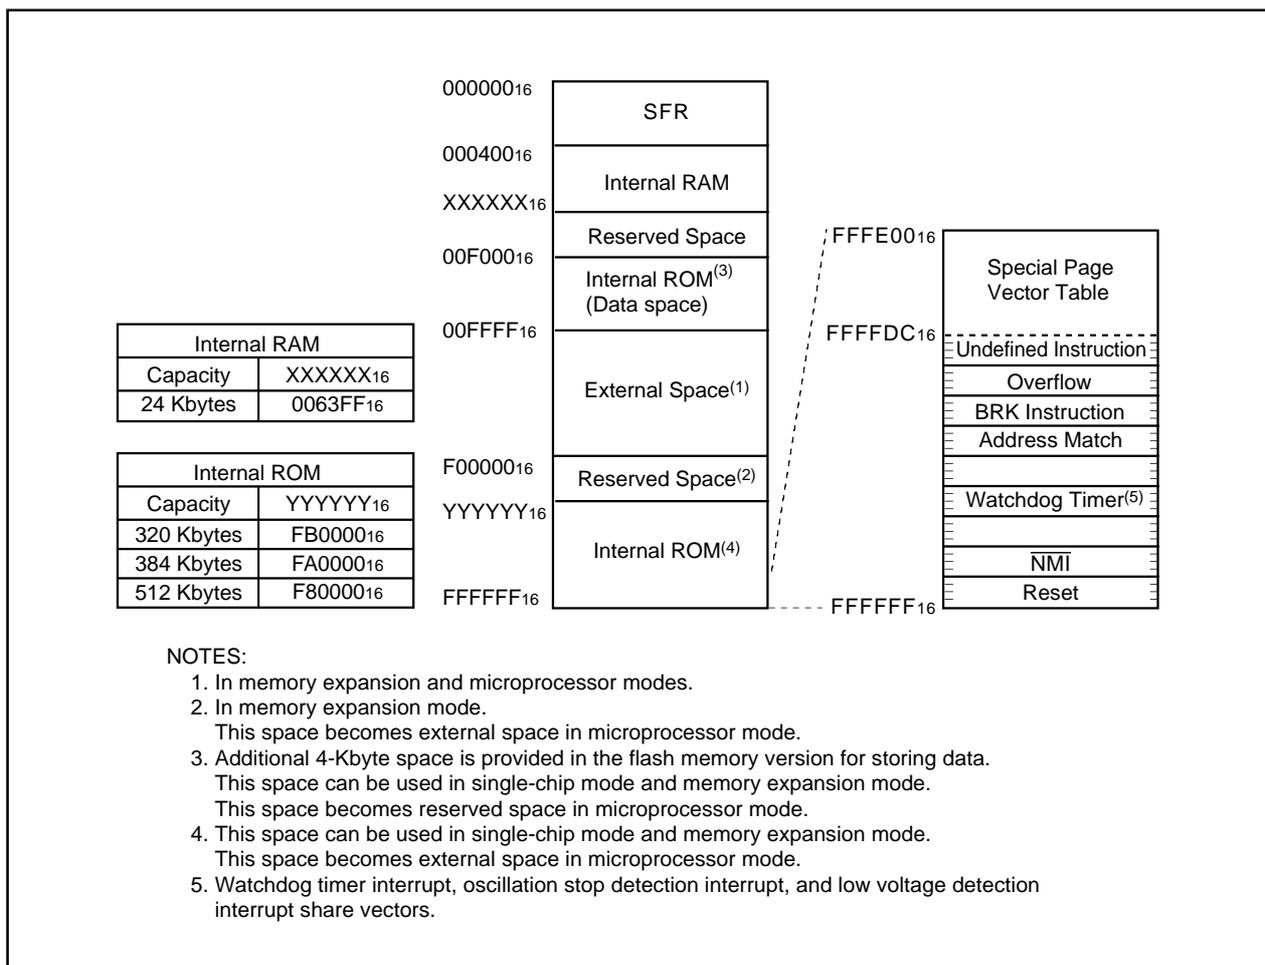 000000₁₆
SFR
000400₁₆
Internal RAM
XXXXXX₁₆
Reserved Space
00F000₁₆
Internal ROM(3)
(Data space)
00FFFF₁₆
External Space(1)
F00000₁₆
Reserved Space(2)
YYYYYY₁₆
Internal ROM(4)
FFFFFF₁₆
FFFE00₁₆
Special Page
Vector Table
FFFFDC₁₆
Undefined Instruction
Overflow
BRK Instruction
Address Match
Watchdog Timer(5)
NMI
Reset
FFFFFF₁₆
Internal RAM
Capacity XXXXXX₁₆
24 Kbytes 0063FF₁₆
Internal ROM
Capacity YYYYYY₁₆
320 Kbytes FB0000₁₆
384 Kbytes FA0000₁₆
512 Kbytes F80000₁₆
NOTES:
1. In memory expansion and microprocessor modes.
2. In memory expansion mode.
This space becomes external space in microprocessor mode.
3. Additional 4-Kbyte space is provided in the flash memory version for storing data.
This space can be used in single-chip mode and memory expansion mode.
This space becomes reserved space in microprocessor mode.
4. This space can be used in single-chip mode and memory expansion mode.
This space becomes external space in microprocessor mode.
5. Watchdog timer interrupt, oscillation stop detection interrupt, and low voltage detection
interrupt share vectors.